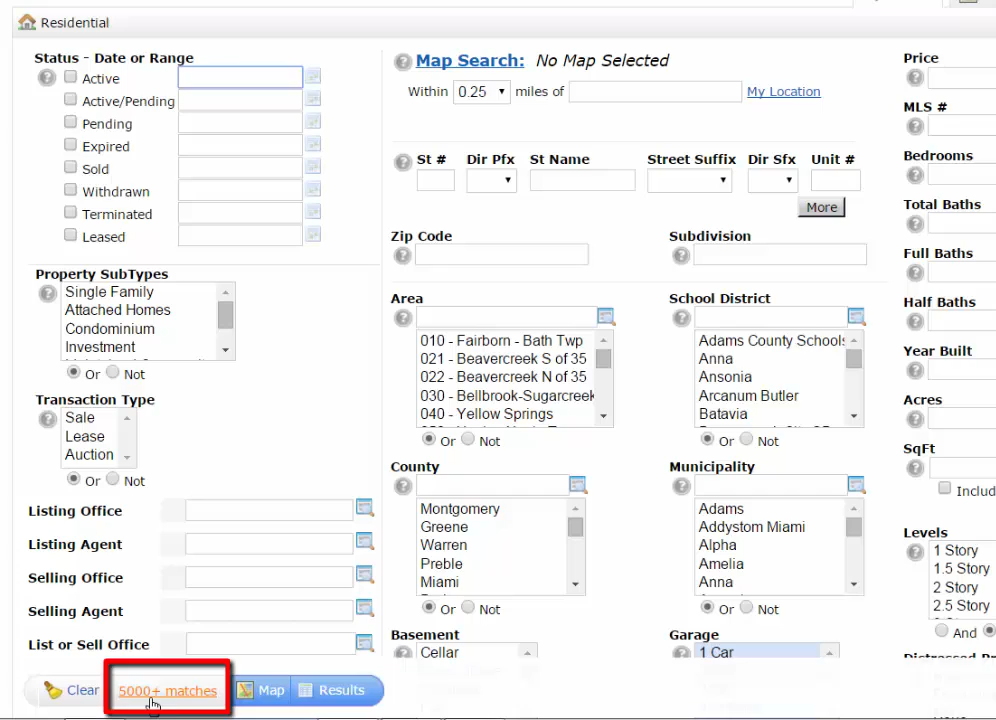 Residential
Status - Date or Range
Active
Active/Pending
Pending
Expired
Sold
Withdrawn
Terminated
Leased
Property SubTypes
Single Family
Attached Homes
Condominium
Investment
Or Not
Transaction Type
Sale
Lease
Auction
Or Not
Listing Office
Listing Agent
Selling Office
Selling Agent
List or Sell Office
Clear 5000+ matches Map Results
Map Search: No Map Selected
Within 0.25 miles of My Location
St # Dir Pfx St Name Street Suffix Dir Sfx Unit #
More
Zip Code
Subdivision
Area
010 - Fairborn - Bath Twp
021 - Beavercreek S of 35
022 - Beavercreek N of 35
030 - Bellbrook-Sugarcreek
040 - Yellow Springs
Or Not
School District
Adams County Schools
Anna
Ansonia
Arcanum Butler
Batavia
Or Not
County
Montgomery
Greene
Warren
Preble
Miami
Or Not
Municipality
Adams
Addystom Miami
Alpha
Amelia
Anna
Or Not
Basement
Cellar
Garage
1 Car
Price
MLS #
Bedrooms
Total Baths
Full Baths
Half Baths
Year Built
Acres
SqFt
Includ
Levels
1 Story
1.5 Story
2 Story
2.5 Story
And